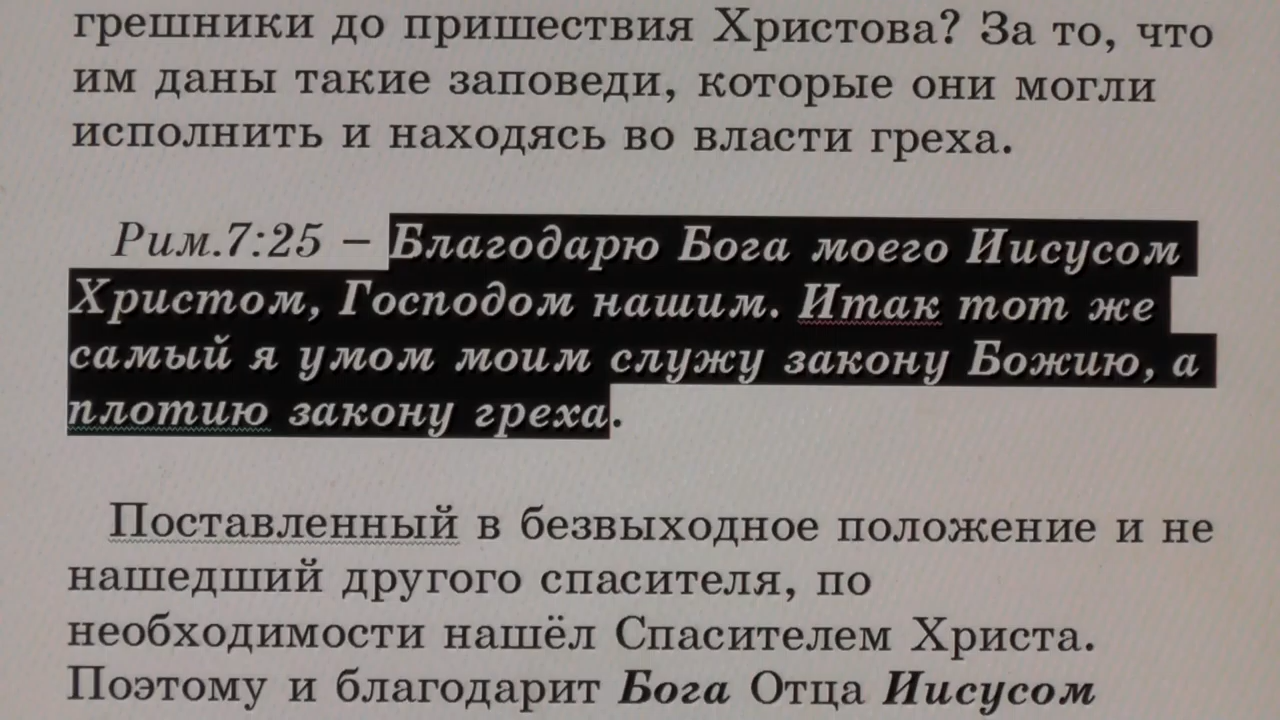 грешники до пришествия Христова? За то, что
им даны такие заповеди, которые они могли
исполнить и находясь во власти греха.
Рим.7:25 – Благодарю Бога моего Иисусом
Христом, Господом нашим. Итак тот же
самый я умом моим служу закону Божию, а
плотию закону греха.
Поставленный в безвыходное положение и не
нашедший другого спасителя, по
необходимости нашёл Спасителем Христа.
Поэтому и благодарит Бога Отца Иисусом